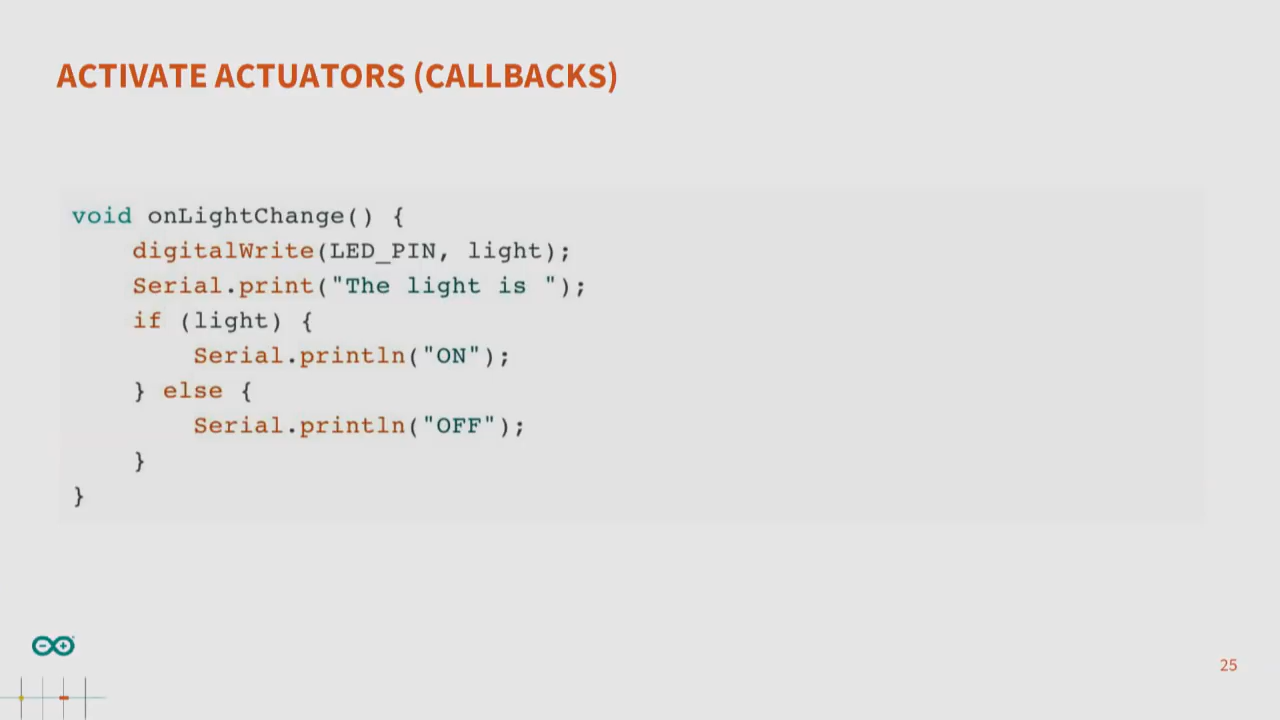 ACTIVATE ACTUATORS (CALLBACKS)
void onLightChange() {
    digitalWrite(LED_PIN, light);
    Serial.print("The light is ");
    if (light) {
        Serial.println("ON");
    } else {
        Serial.println("OFF");
    }
}
25